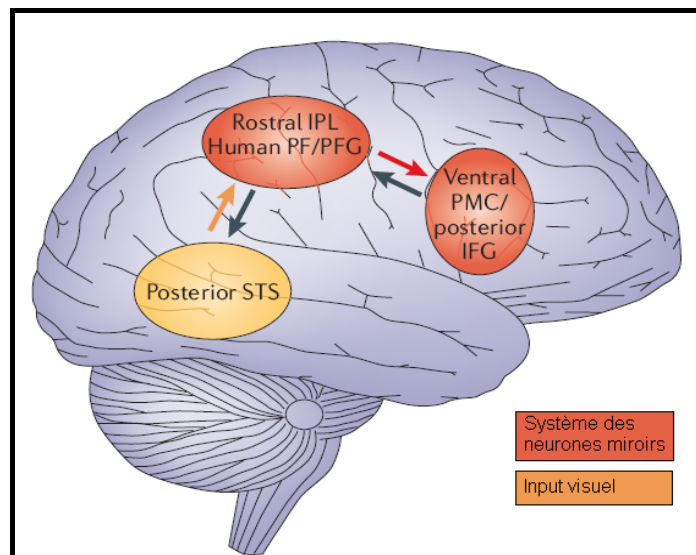 Rostral IPL
Human PF/PFG
Ventral
PMC/
posterior
IFG
Posterior STS
Système des
neurones miroirs
Input visuel